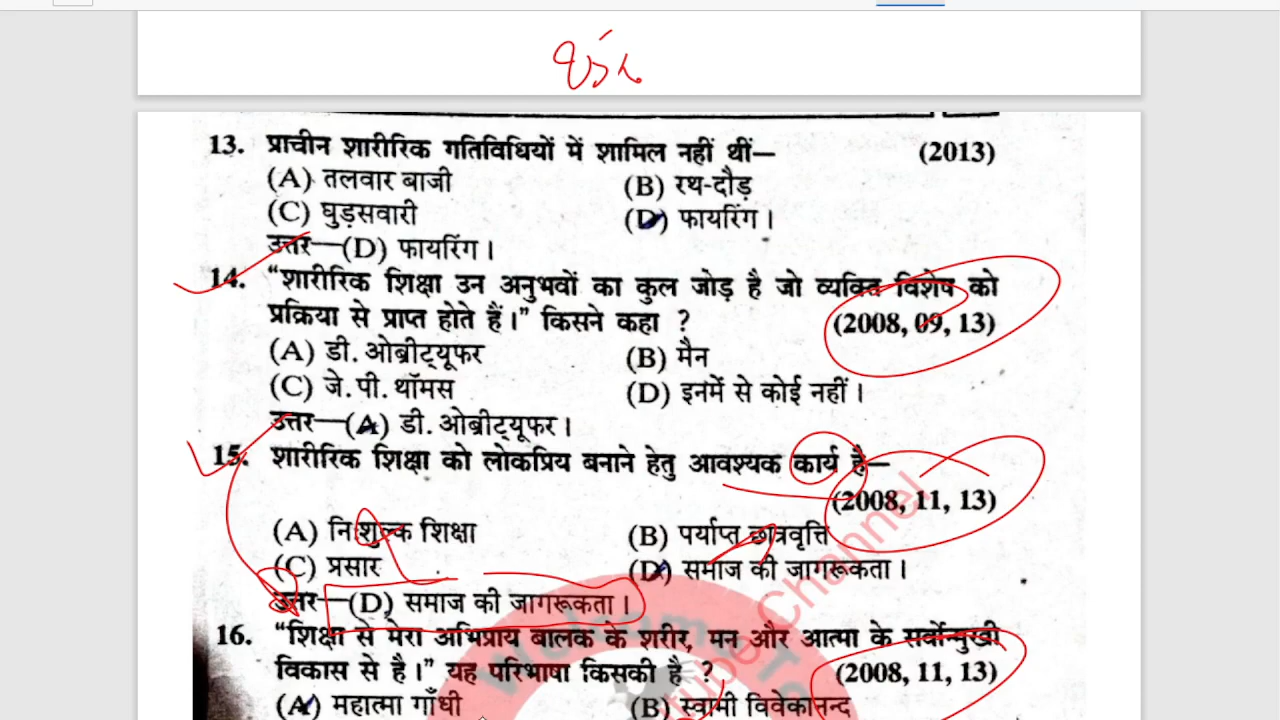 13. प्राचीन शारीरिक गतिविधियों में शामिल नहीं थीं— (2013)
(A) तलवार बाजी (B) रथ-दौड़
(C) घुड़सवारी (D) फायरिंग।
उत्तर—(D) फायरिंग।
14. “शारीरिक शिक्षा उन अनुभवों का कुल जोड़ है जो व्यक्ति विशेष को
प्रक्रिया से प्राप्त होते हैं।” किसने कहा ? (2008, 09, 13)
(A) डी. ओब्रीट्यूफर (B) मैन
(C) जे. पी. थॉमस (D) इनमें से कोई नहीं।
उत्तर—(A) डी. ओब्रीट्यूफर।
15. शारीरिक शिक्षा को लोकप्रिय बनाने हेतु आवश्यक कार्य है—
(2008, 11, 13)
(A) नि:शुल्क शिक्षा (B) पर्याप्त छात्रवृत्ति
(C) प्रसार (D) समाज की जागरूकता।
उत्तर—(D) समाज की जागरूकता।
16. “शिक्षा से मेरा अभिप्राय बालक के शरीर, मन और आत्मा के सर्वोन्मुखी
विकास से है।” यह परिभाषा किसकी है ? (2008, 11, 13)
(A) महात्मा गाँधी (B) स्वामी विवेकानन्द
Channel